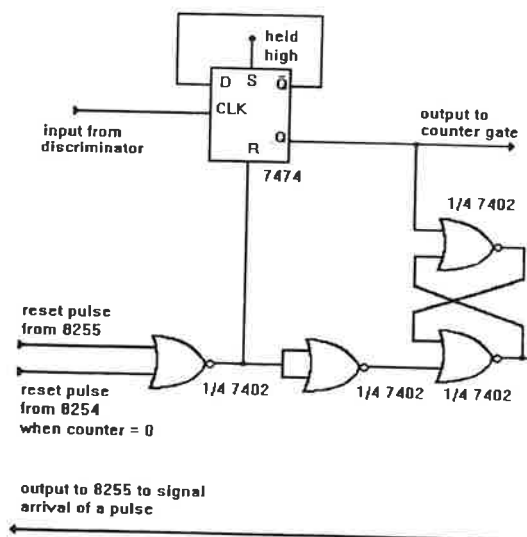 held
high
D S Q̄
CLK
Q
R
7474
input from
discriminator
output to
counter gate
1/4 7402
reset pulse
from 8255
1/4 7402
1/4 7402
1/4 7402
reset pulse
from 8254
when counter = 0
output to 8255 to signal
arrival of a pulse